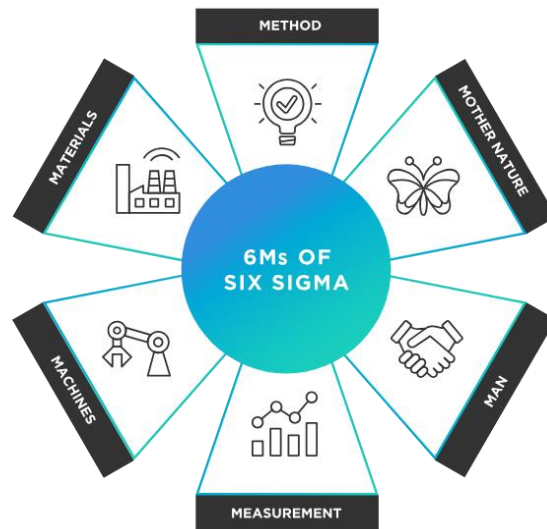 METHOD
MOTHER NATURE
MATERIALS
6Ms OF
SIX SIGMA
MACHINES
MAN
MEASUREMENT